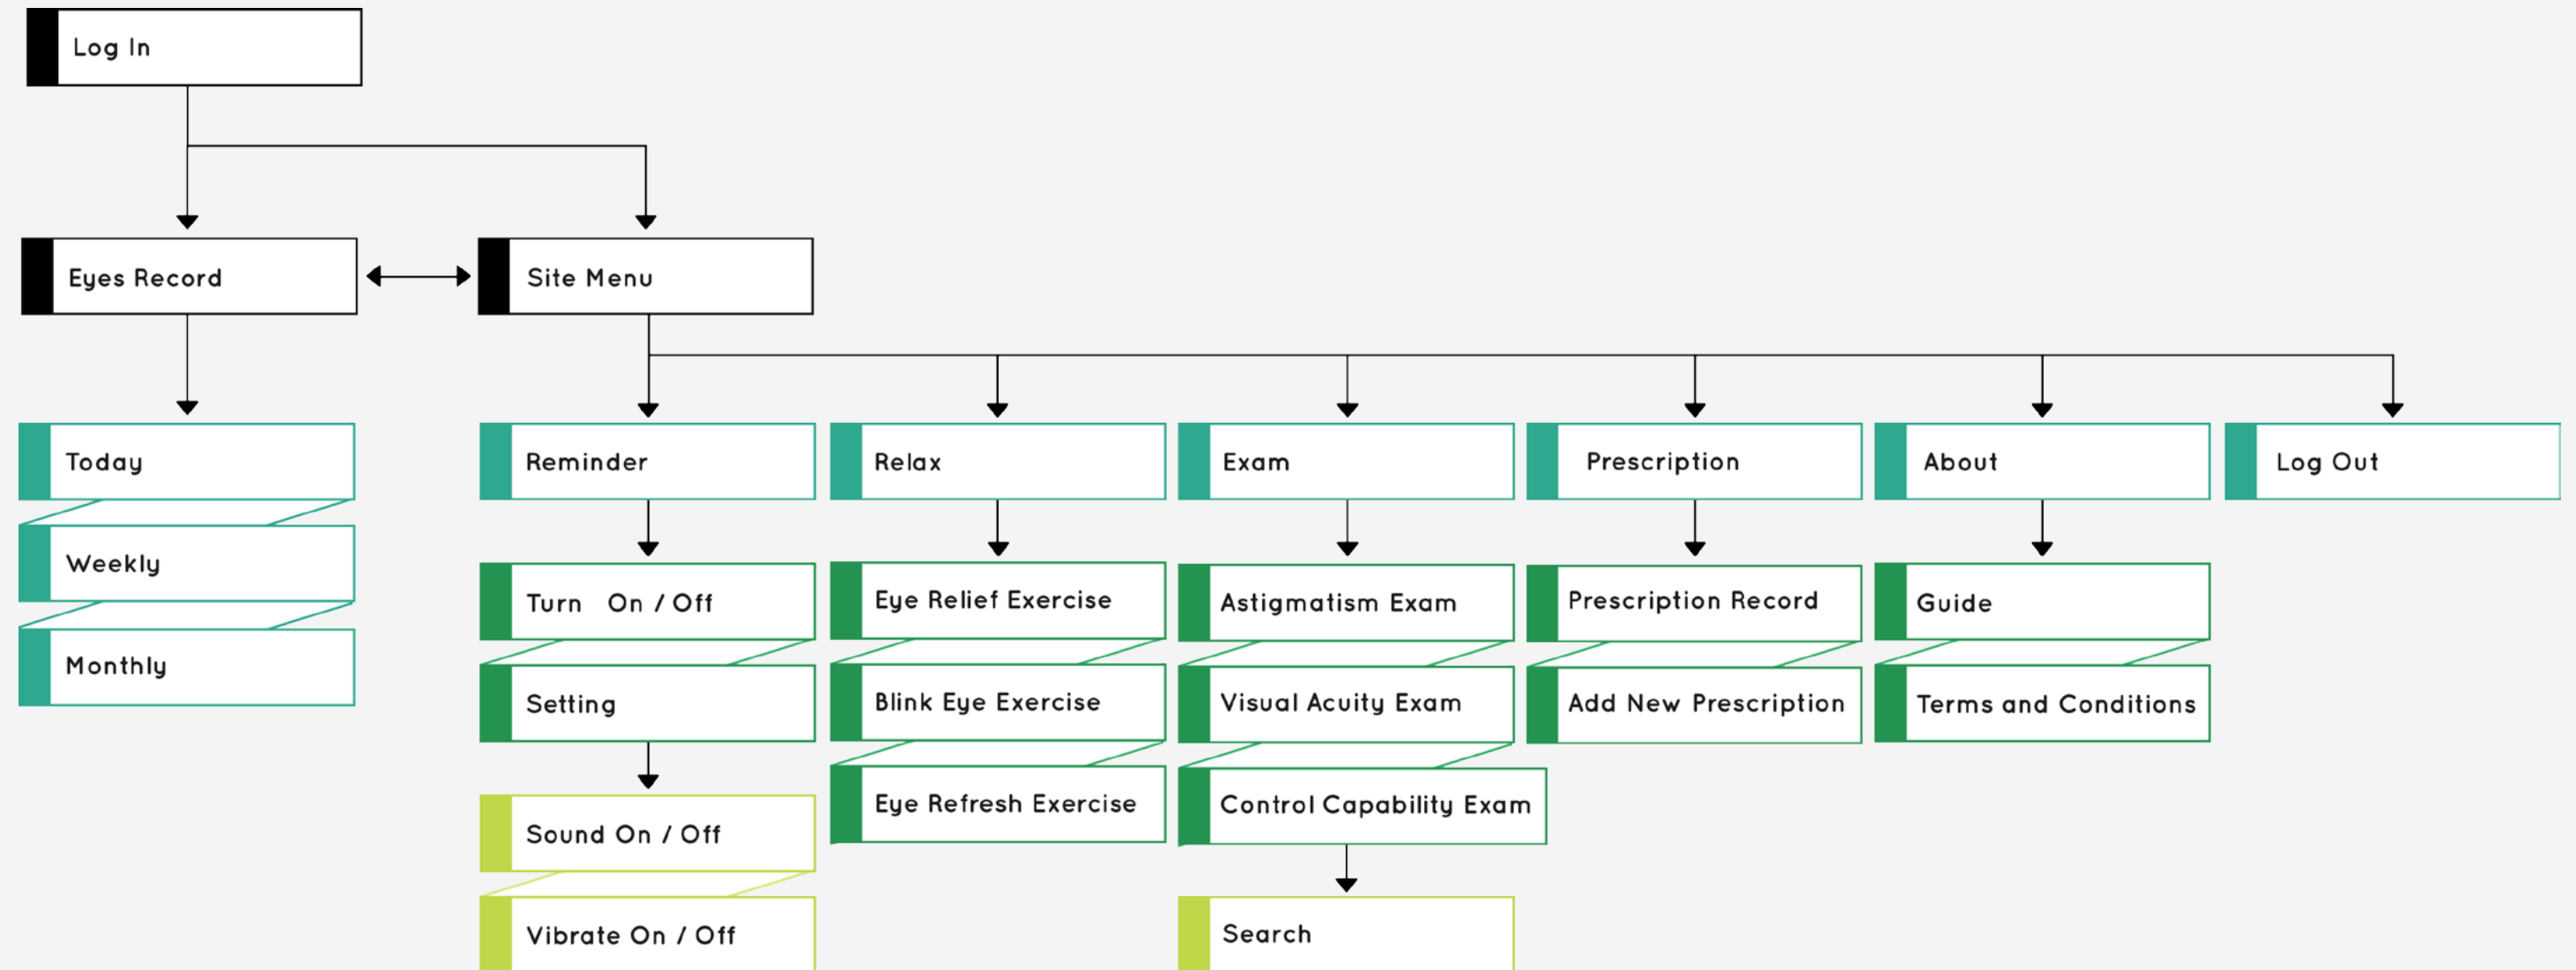 Log In
Eyes Record
Site Menu
Today
Reminder
Relax
Exam
Prescription
About
Log Out
Weekly
Monthly
Turn On / Off
Setting
Sound On / Off
Vibrate On / Off
Eye Relief Exercise
Blink Eye Exercise
Eye Refresh Exercise
Astigmatism Exam
Visual Acuity Exam
Control Capability Exam
Search
Prescription Record
Add New Prescription
Guide
Terms and Conditions